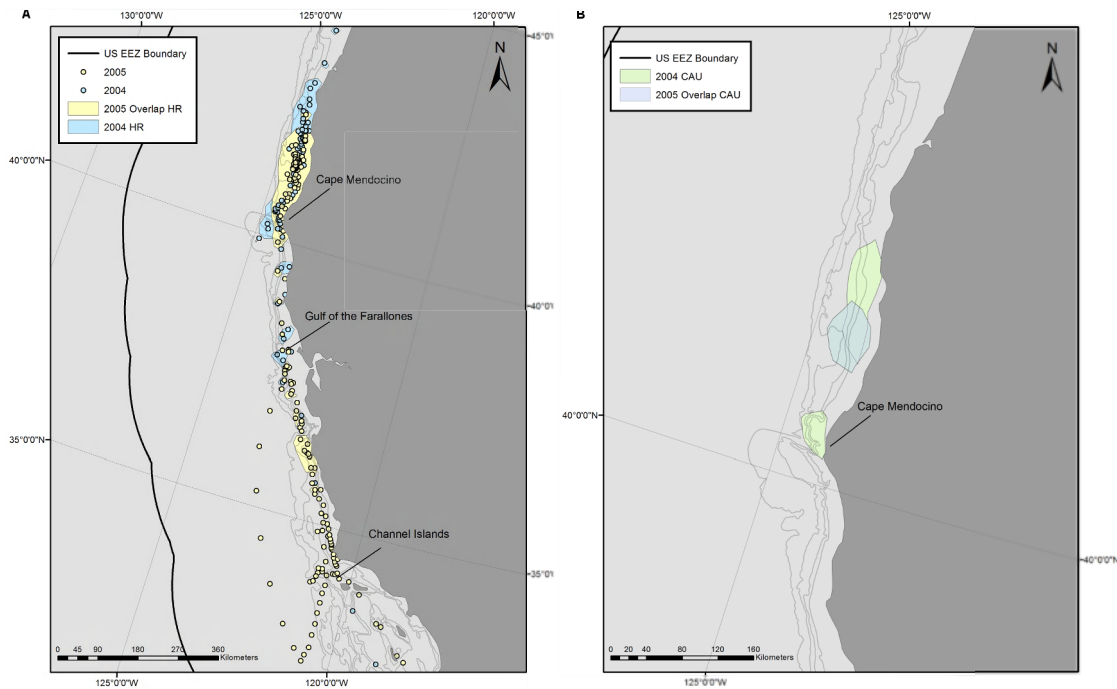 A
130°0'0"W
125°0'0"W
120°0'0"W
US EEZ Boundary
2005
2004
2005 Overlap HR
2004 HR
N
45°0'
40°0'0"N
Cape Mendocino
40°0'0
Gulf of the Farallones
35°0'0"N
Channel Islands
35°0'0
0 45 90 180 270 360
Kilometers
125°0'0"W
120°0'0"W
B
125°0'0"W
US EEZ Boundary
2004 CAU
2005 Overlap CAU
N
40°0'0"N
Cape Mendocino
40°0'0"N
0 20 40 80 120 160
Kilometers
125°0'0"W